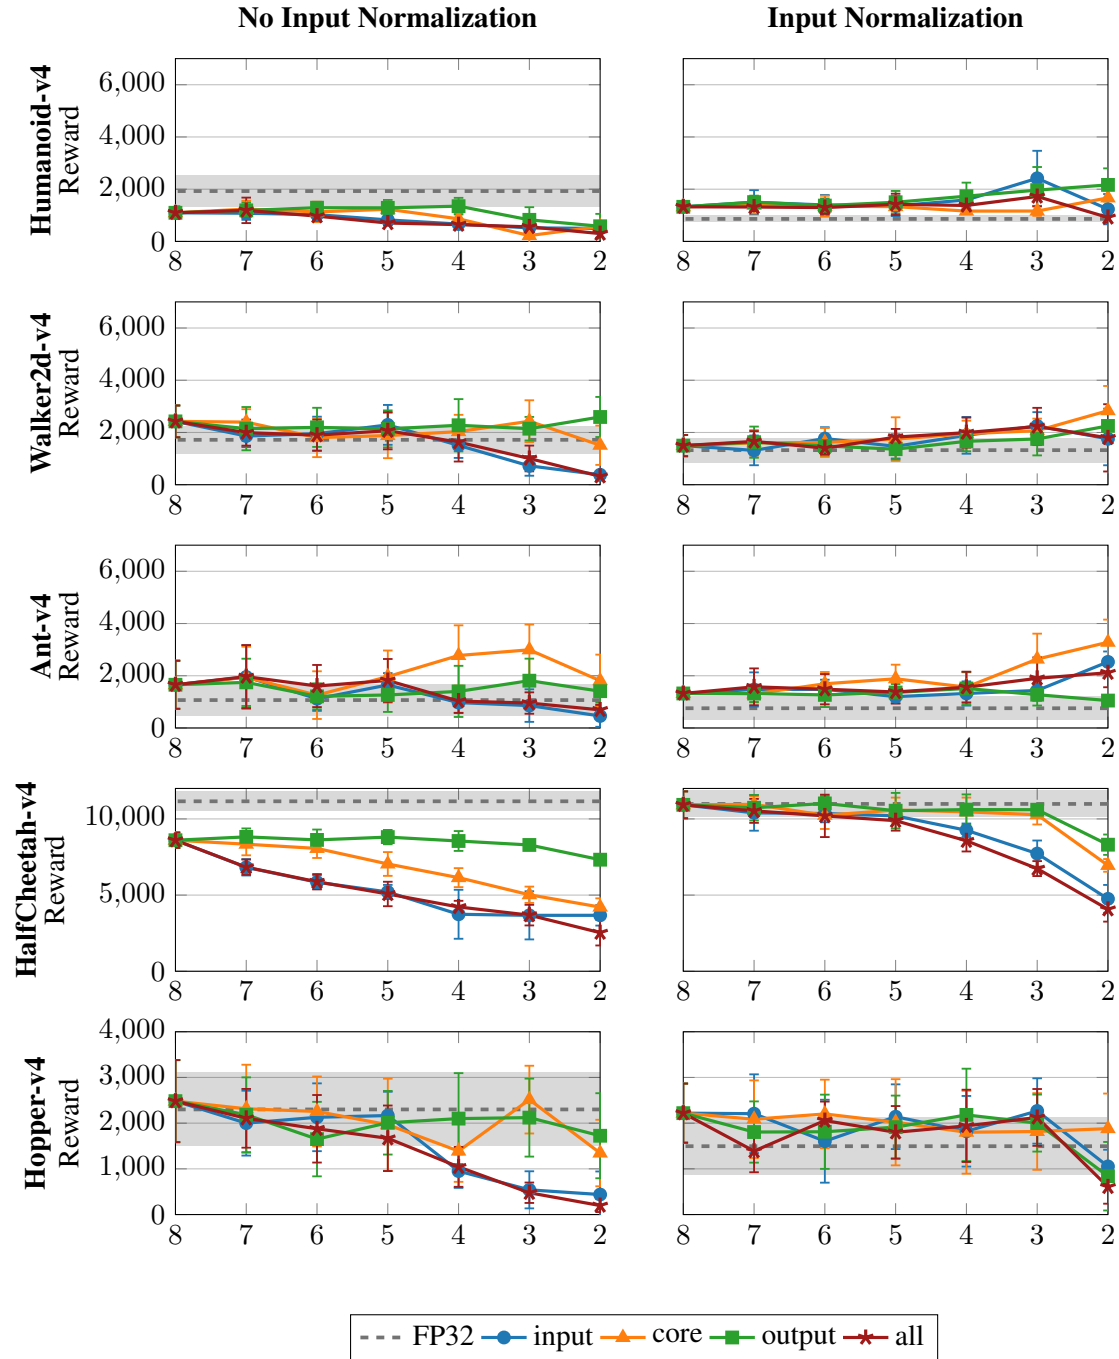 No Input Normalization
Input Normalization
Humanoid-v4
Reward
6,000
4,000
2,000
0
8 7 6 5 4 3 2
8 7 6 5 4 3 2
Walker2d-v4
Reward
6,000
4,000
2,000
0
8 7 6 5 4 3 2
8 7 6 5 4 3 2
Ant-v4
Reward
6,000
4,000
2,000
0
8 7 6 5 4 3 2
8 7 6 5 4 3 2
HalfCheetah-v4
Reward
10,000
5,000
0
8 7 6 5 4 3 2
8 7 6 5 4 3 2
Hopper-v4
Reward
4,000
3,000
2,000
1,000
0
8 7 6 5 4 3 2
8 7 6 5 4 3 2
FP32 input core output all